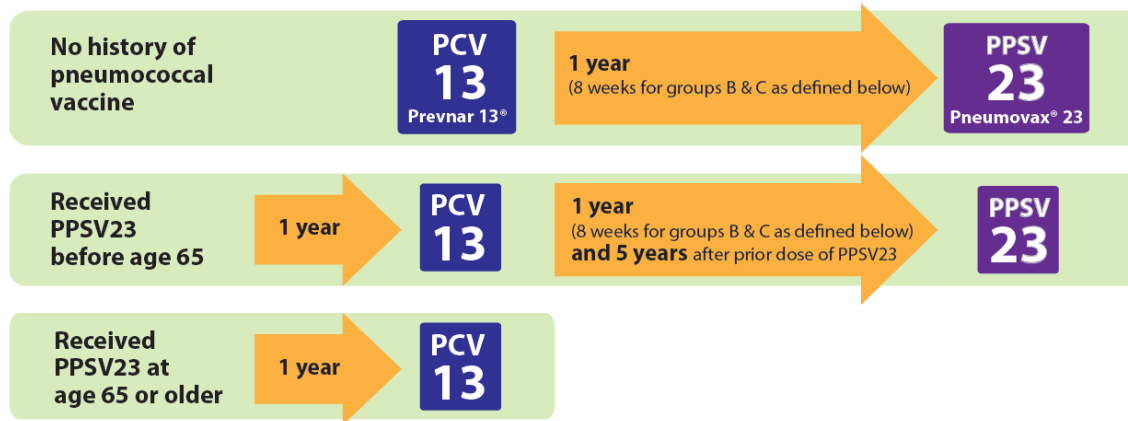 No history of
pneumococcal
vaccine
PCV
13
Prevnar 13®
1 year
(8 weeks for groups B & C as defined below)
PPSV
23
Pneumovax® 23
Received
PPSV23
before age 65
1 year
PCV
13
1 year
(8 weeks for groups B & C as defined below)
and 5 years after prior dose of PPSV23
PPSV
23
Received
PPSV23 at
age 65 or older
1 year
PCV
13